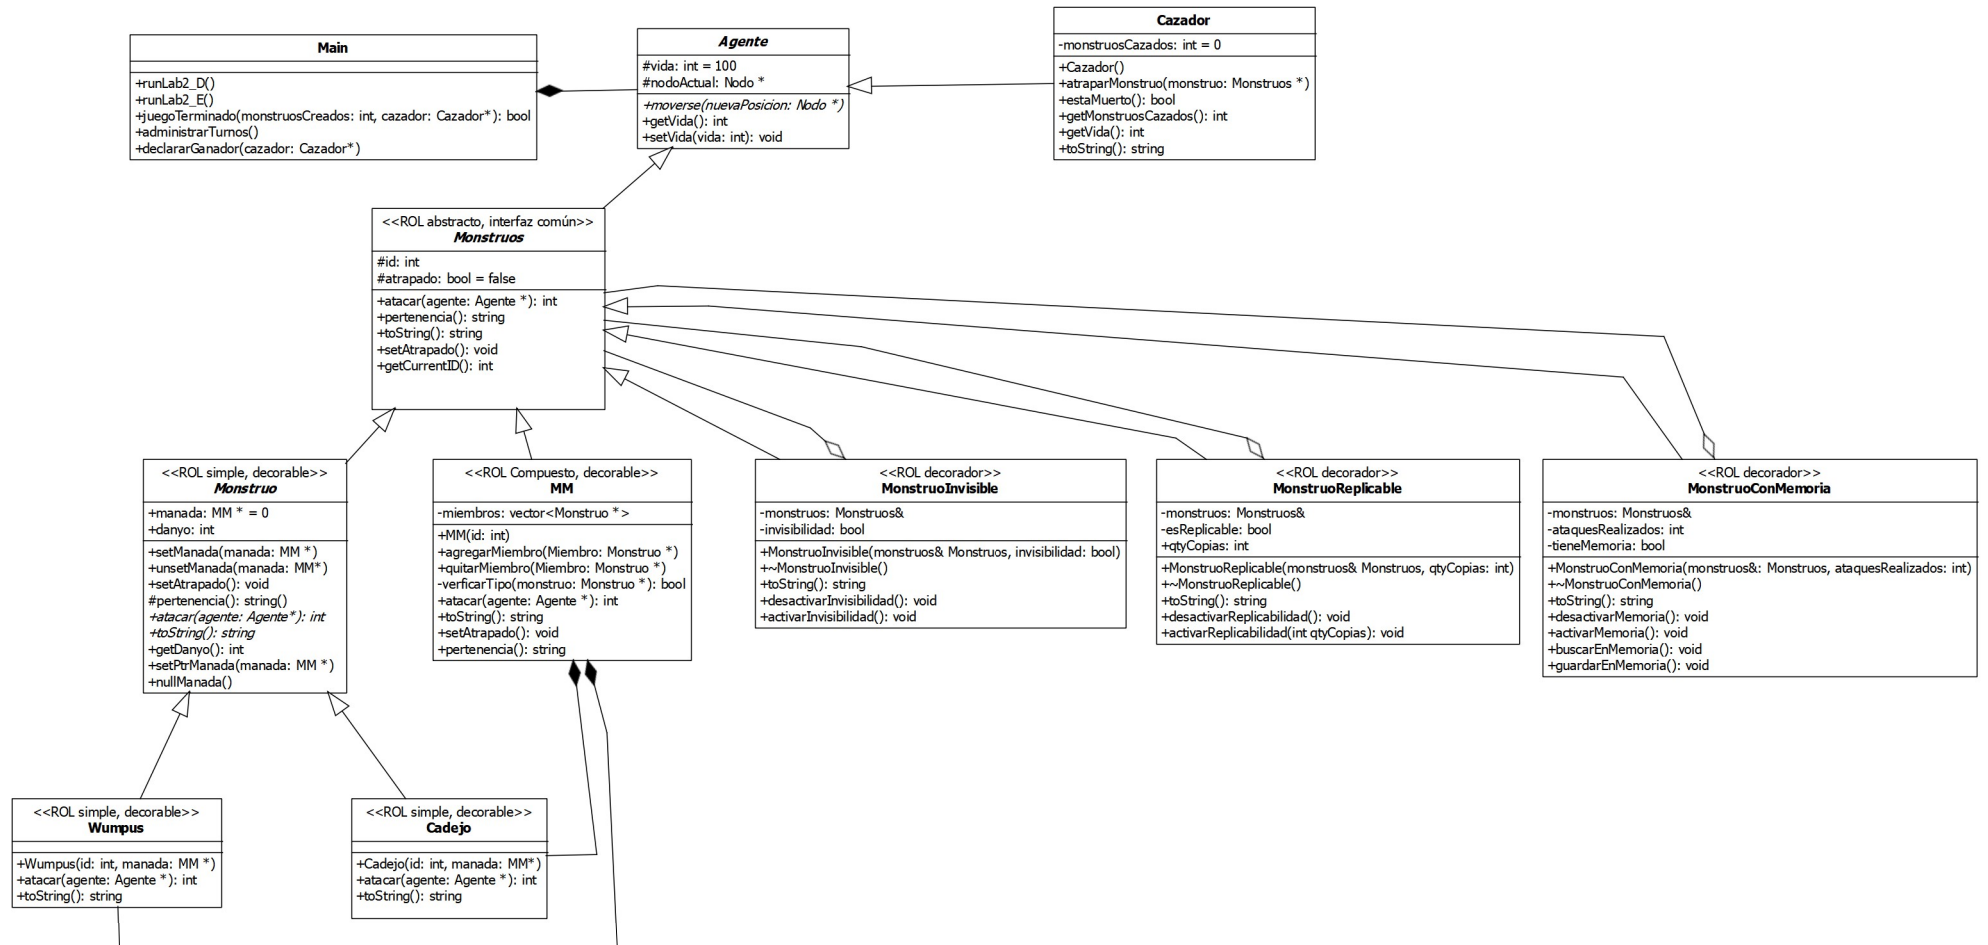 Main
+runLab2_D()
+runLab2_E()
+juegoTerminado(monstruosCreados: int, cazador: Cazador*): bool
+administrarTurnos()
+declararGanador(cazador: Cazador*)
Agente
#vida: int = 100
#nodoActual: Nodo *
+moverse(nuevaPosicion: Nodo *)
+getVida(): int
+setVida(vida: int): void
Cazador
-monstruosCazados: int = 0
+Cazador()
+atraparMonstruo(monstruo: Monstruos *)
+estaMuerto(): bool
+getMonstruosCazados(): int
+getVida(): int
+toString(): string
<<ROL abstracto, interfaz común>>
Monstruos
#id: int
#atrapado: bool = false
+atacar(agente: Agente *): int
+pertenencia(): string
+toString(): string
+setAtrapado(): void
+getCurrentID(): int
<<ROL simple, decorable>>
Monstruo
+manada: MM * = 0
+danyo: int
+setManada(manada: MM *)
+unsetManada(manada: MM*)
+setAtrapado(): void
#pertenencia(): string()
+atacar(agente: Agente*): int
+toString(): string
+getDanyo(): int
+setPtrManada(manada: MM *)
+nullManada()
<<ROL Compuesto, decorable>>
MM
-miembros: vector<Monstruo *>
+MM(id: int)
+agregarMiembro(Miembro: Monstruo *)
+quitarMiembro(Miembro: Monstruo *)
-verficarTipo(monstruo: Monstruo *): bool
+atacar(agente: Agente *): int
+toString(): string
+setAtrapado(): void
+pertenencia(): string
<<ROL decorador>>
MonstruoInvisible
-monstruos: Monstruos&
-invisibilidad: bool
+MonstruoInvisible(monstruos& Monstruos, invisibilidad: bool)
+~MonstruoInvisible()
+toString(): string
+desactivarInvisibilidad(): void
+activarInvisibilidad(): void
<<ROL decorador>>
MonstruoReplicable
-monstruos: Monstruos&
-esReplicable: bool
+qtyCopias: int
+MonstruoReplicable(monstruos& Monstruos, qtyCopias: int)
+~MonstruoReplicable()
+toString(): string
+desactivarReplicabilidad(): void
+activarReplicabilidad(int qtyCopias): void
<<ROL decorador>>
MonstruoConMemoria
-monstruos: Monstruos&
-ataquesRealizados: int
-tieneMemoria: bool
+MonstruoConMemoria(monstruos&: Monstruos, ataquesRealizados: int)
+~MonstruoConMemoria()
+toString(): string
+desactivarMemoria(): void
+activarMemoria(): void
+buscarEnMemoria(): void
+guardarEnMemoria(): void
<<ROL simple, decorable>>
Wumpus
+Wumpus(id: int, manada: MM *)
+atacar(agente: Agente *): int
+toString(): string
<<ROL simple, decorable>>
Cadejo
+Cadejo(id: int, manada: MM*)
+atacar(agente: Agente *): int
+toString(): string